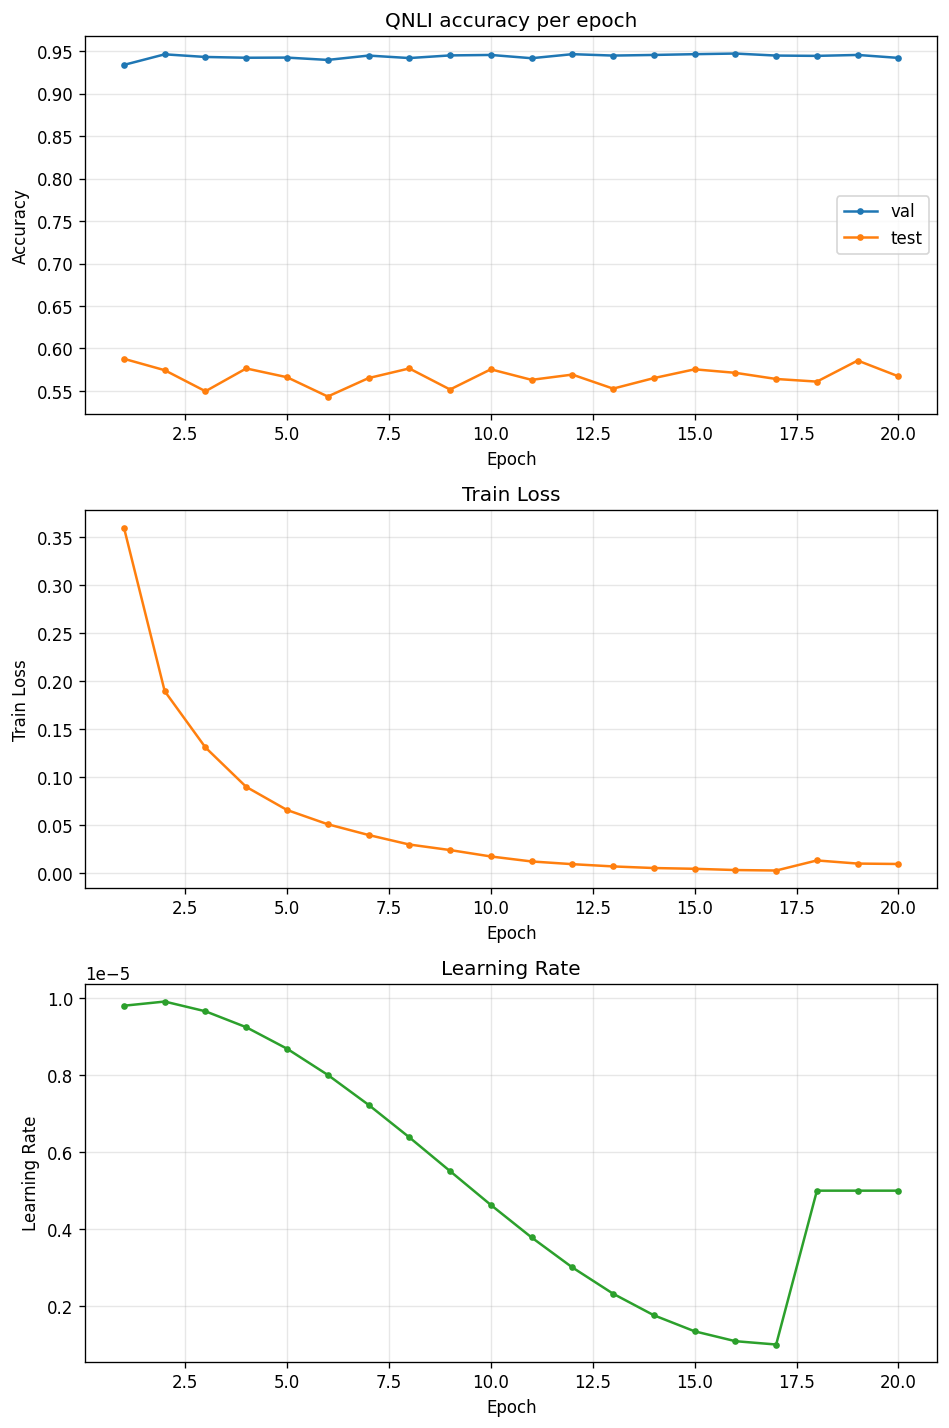 QNLI accuracy per epoch
Accuracy
0.95
0.90
0.85
0.80
0.75
0.70
0.65
0.60
0.55
val
test
2.5 5.0 7.5 10.0 12.5 15.0 17.5 20.0
Epoch
Train Loss
Train Loss
0.35
0.30
0.25
0.20
0.15
0.10
0.05
0.00
2.5 5.0 7.5 10.0 12.5 15.0 17.5 20.0
Epoch
Learning Rate
1e−5
Learning Rate
1.0
0.8
0.6
0.4
0.2
2.5 5.0 7.5 10.0 12.5 15.0 17.5 20.0
Epoch